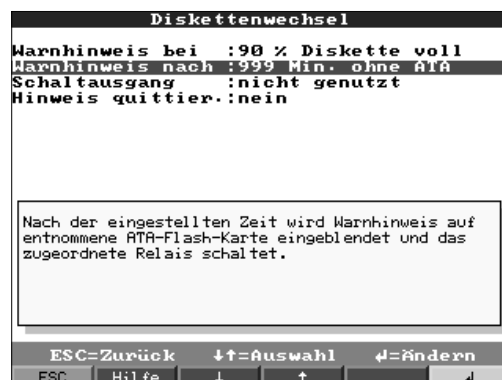 Diskettenwechsel
Warnhinweis bei :90 % Diskette voll
Warnhinweis nach :999 Min. ohne ATA
Schaltausgang :nicht genutzt
Hinweis quittier.:nein
Nach der eingestellten Zeit wird Warnhinweis auf
entnommene ATA-Flash-Karte eingeblendet und das
zugeordnete Relais schaltet.
ESC=Zurück ↓↑=Auswahl ↲=Ändern
ESC Hilfe ↓ ↑ ↲